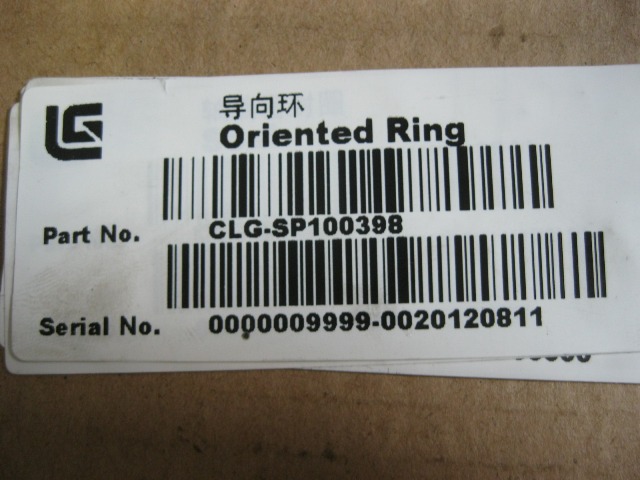 导向环
Oriented Ring
Part No. CLG-SP100398
Serial No. 0000009999-0020120811